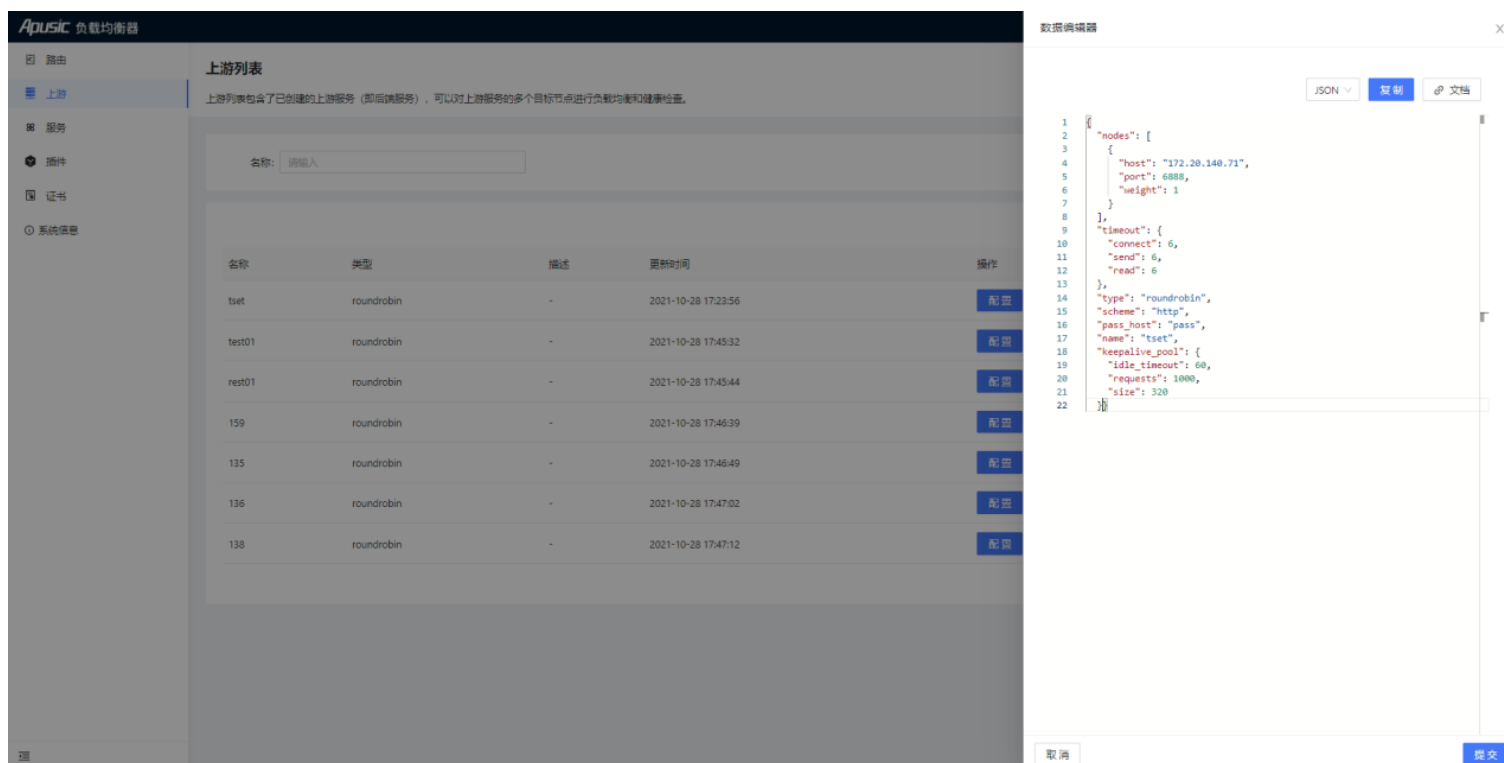 Apusic 负载均衡器
路由
上游
服务
插件
证书
系统信息
上游列表
上游列表包含了已创建的上游服务（即后端服务），可以对上游服务的多个目标节点进行负载均衡和健康检查。
名称: 请输入
名称 类型 描述 更新时间 操作
tset roundrobin - 2021-10-28 17:23:56 配置
test01 roundrobin - 2021-10-28 17:45:32 配置
rest01 roundrobin - 2021-10-28 17:45:44 配置
159 roundrobin - 2021-10-28 17:46:39 配置
135 roundrobin - 2021-10-28 17:46:49 配置
136 roundrobin - 2021-10-28 17:47:02 配置
138 roundrobin - 2021-10-28 17:47:12 配置
数据编辑器
JSON 复制 文档
1 {
2 "nodes": [
3 {
4 "host": "172.20.140.71",
5 "port": 6888,
6 "weight": 1
7 }
8 ],
9 "timeout": {
10 "connect": 6,
11 "send": 6,
12 "read": 6
13 },
14 "type": "roundrobin",
15 "scheme": "http",
16 "pass_host": "pass",
17 "name": "tset",
18 "keepalive_pool": {
19 "idle_timeout": 60,
20 "requests": 1000,
21 "size": 320
22 }}
取消 提交